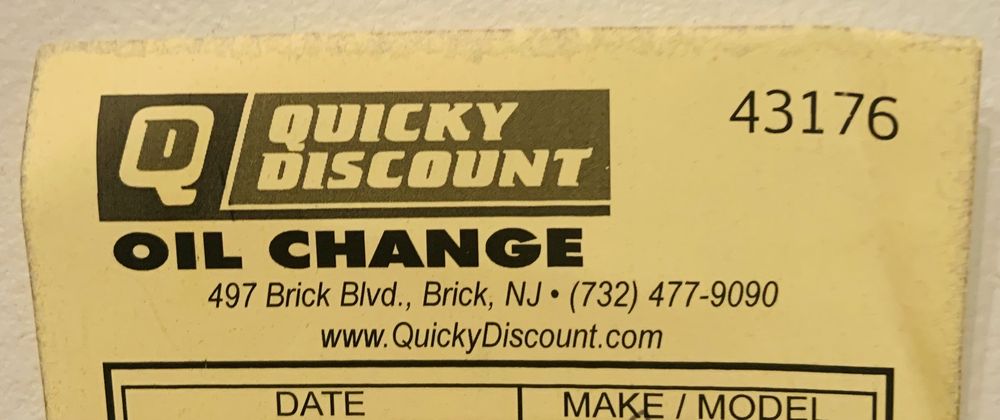 QD QUICKY
DISCOUNT
43176
OIL CHANGE
497 Brick Blvd., Brick, NJ • (732) 477-9090
www.QuickyDiscount.com
DATE MAKE / MODEL